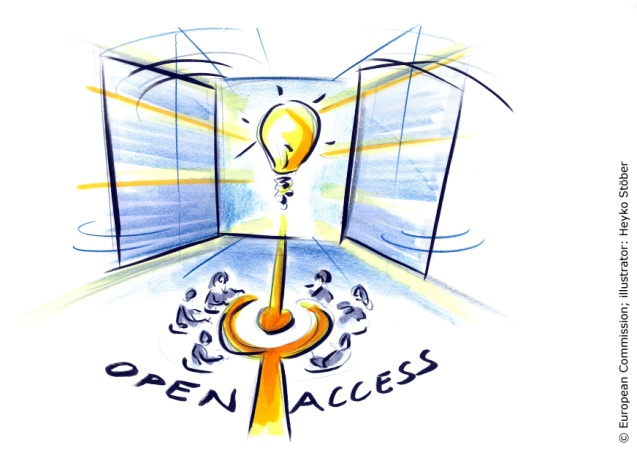 OPEN ACCESS
© European Commission; illustrator: Heyko Stöber